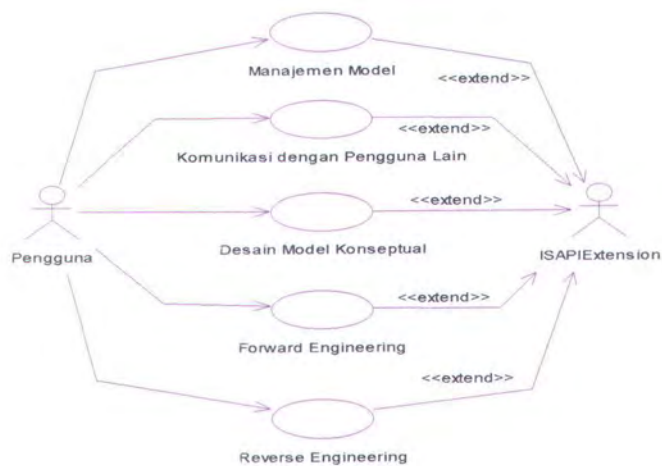 Manajemen Model
<<extend>>
<<extend>>
Komunikasi dengan Pengguna Lain
<<extend>>
Pengguna
Desain Model Konseptual
ISAPIExtension
<<extend>>
Forward Engineering
<<extend>>
Reverse Engineering